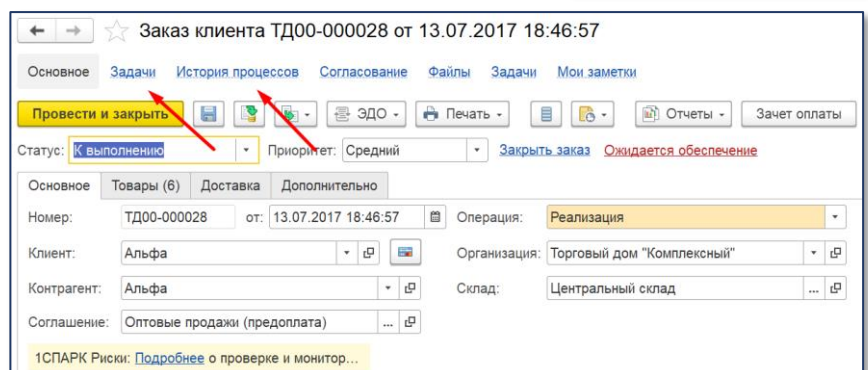 Заказ клиента ТД00-000028 от 13.07.2017 18:46:57
Основное Задачи История процессов Согласование Файлы Задачи Мои заметки
Провести и закрыть ЭДО Печать Отчеты Зачет оплаты
Статус: К выполнению Приоритет: Средний Закрыть заказ Ожидается обеспечение
Основное Товары (6) Доставка Дополнительно
Номер: ТД00-000028 от: 13.07.2017 18:46:57 Операция: Реализация
Клиент: Альфа Организация: Торговый дом "Комплексный"
Контрагент: Альфа Склад: Центральный склад
Соглашение: Оптовые продажи (предоплата)
1СПАРК Риски: Подробнее о проверке и монитор...